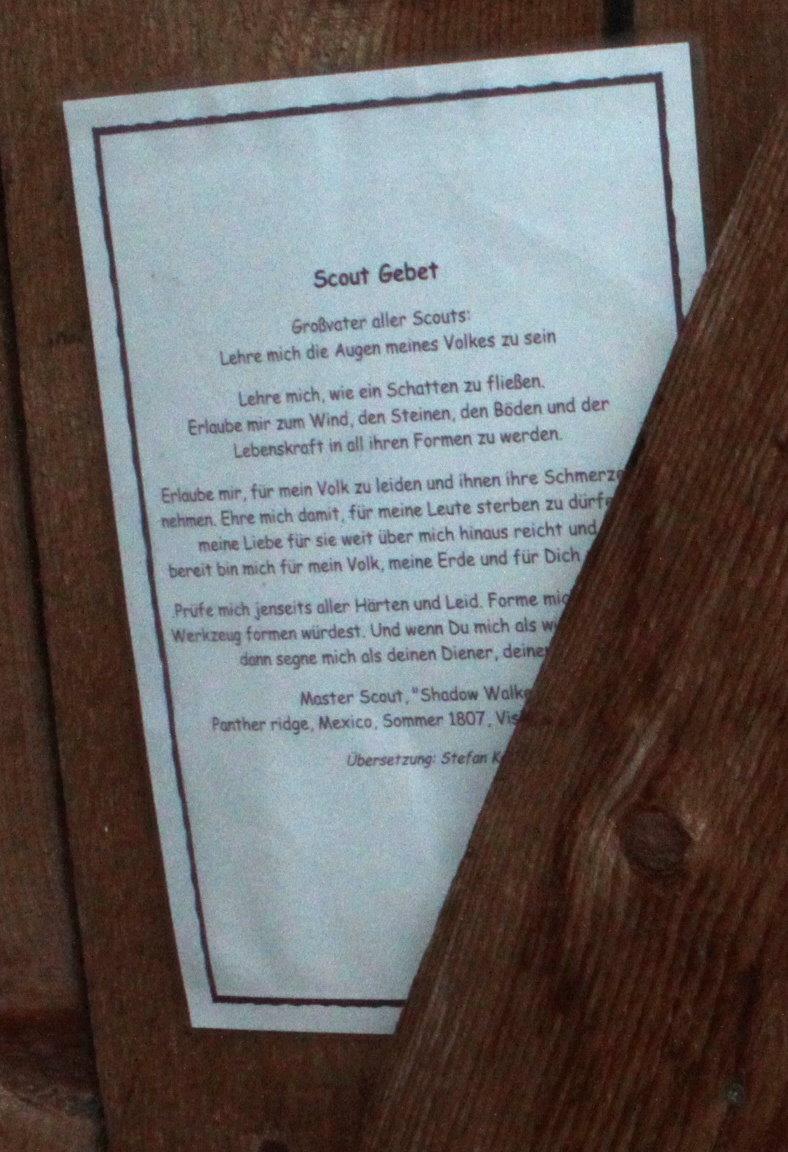 Scout Gebet
Großvater aller Scouts:
Lehre mich die Augen meines Volkes zu sein
Lehre mich, wie ein Schatten zu fließen.
Erlaube mir zum Wind, den Steinen, den Böden und der
Lebenskraft in all ihren Formen zu werden.
Erlaube mir, für mein Volk zu leiden und ihnen ihre
nehmen. Ehre mich damit, für meine Leute sterben zu
meine Liebe für sie weit über mich hinaus reicht und
bereit bin mich für mein Volk, meine Erde und für Dich
Prüfe mich jenseits aller Härten und Leid. Forme
Werkzeug formen würdest. Und wenn Du mich als
dann segne mich als deinen Diener,
Master Scout, "Shadow
Panther ridge, Mexico, Sommer 1807,
Übersetzung: Stefan